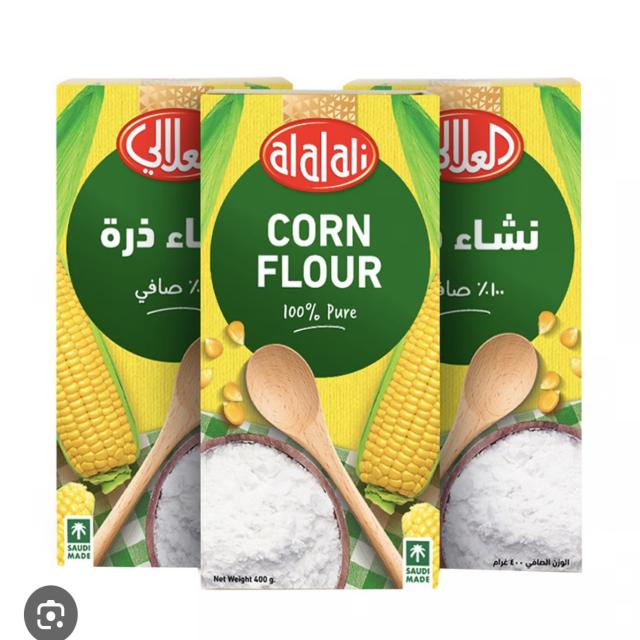 العلالي
نشاء ذرة
٪ صافي
SAUDI
MADE
alalali
CORN
FLOUR
100% Pure
Net Weight 400 g.
SAUDI
MADE
العلالي
نشاء
١٠٠٪
الوزن الصافي ٤٠٠ غرام